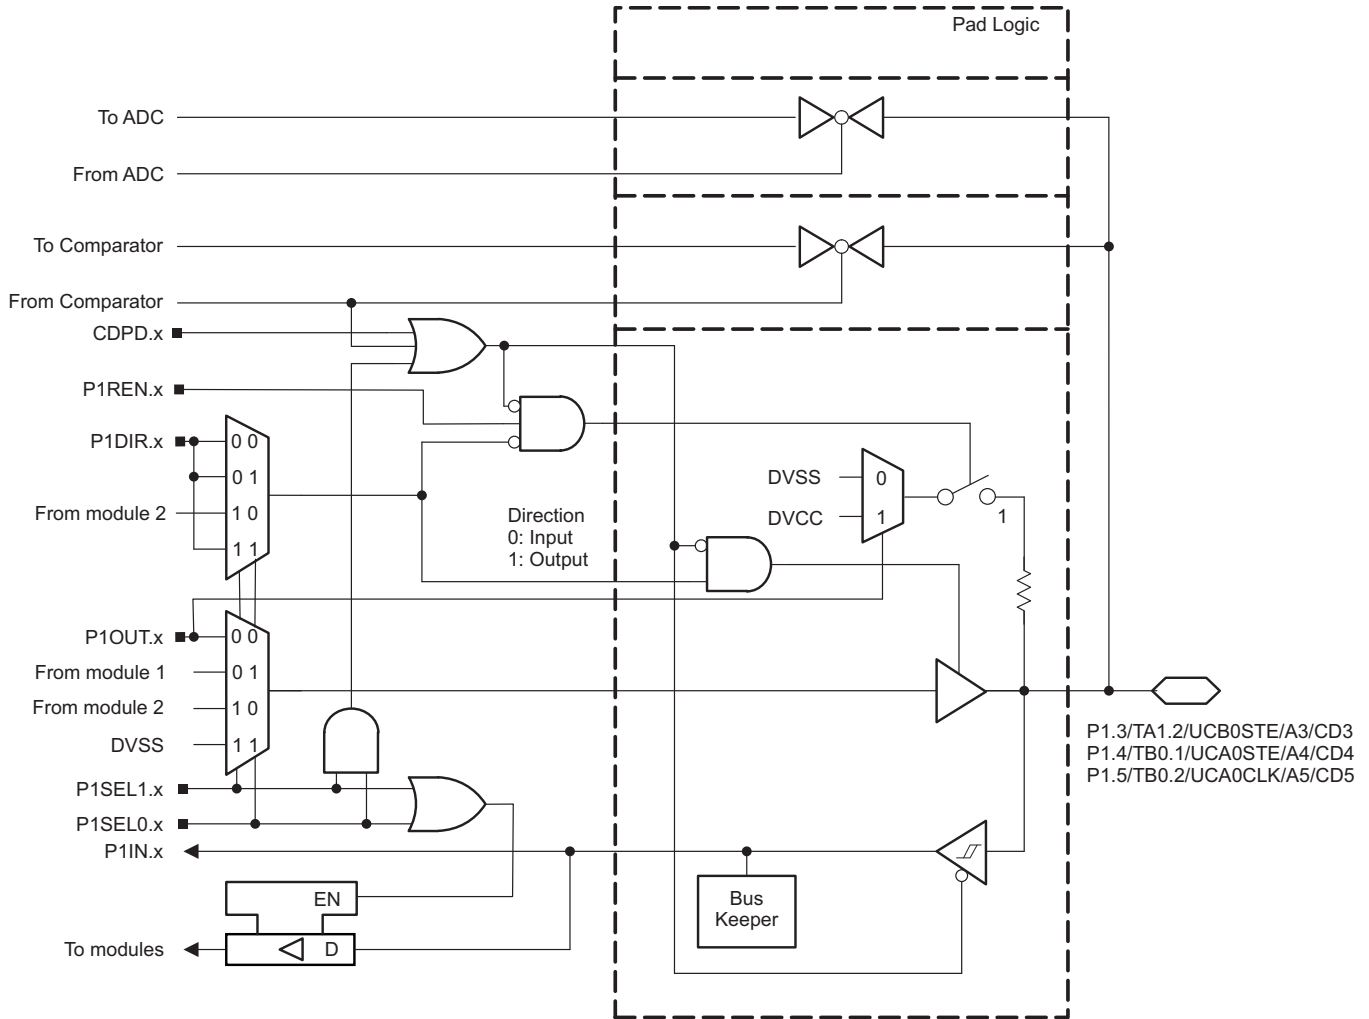 Pad Logic
To ADC
From ADC
To Comparator
From Comparator
CDPD.x
P1REN.x
P1DIR.x
0 0
0 1
From module 2
1 0
1 1
Direction
0: Input
1: Output
DVSS
0
DVCC
1
1
P1OUT.x
0 0
From module 1
0 1
From module 2
1 0
DVSS
1 1
P1.3/TA1.2/UCB0STE/A3/CD3
P1.4/TB0.1/UCA0STE/A4/CD4
P1.5/TB0.2/UCA0CLK/A5/CD5
P1SEL1.x
P1SEL0.x
P1IN.x
EN
Bus
Keeper
To modules
D